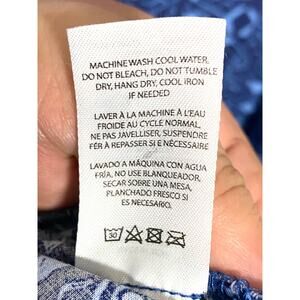 MACHINE WASH COOL WATER,
DO NOT BLEACH, DO NOT TUMBLE
DRY, HANG DRY, COOL IRON
IF NEEDED
LAVER À LA MACHINE À L'EAU
FROIDE AU CYCLE NORMAL,
NE PAS JAVELLISER, SUSPENDRE
FÉR À REPASSER SI E NÉCESSAIRE
LAVADO A MÁQUINA CON AGUA
FRÍA, NO USE BLANQUEADOR,
SECAR SOBRE UNA MESA,
PLANCHADO FRESCO SI
ES NECESARIO.
30